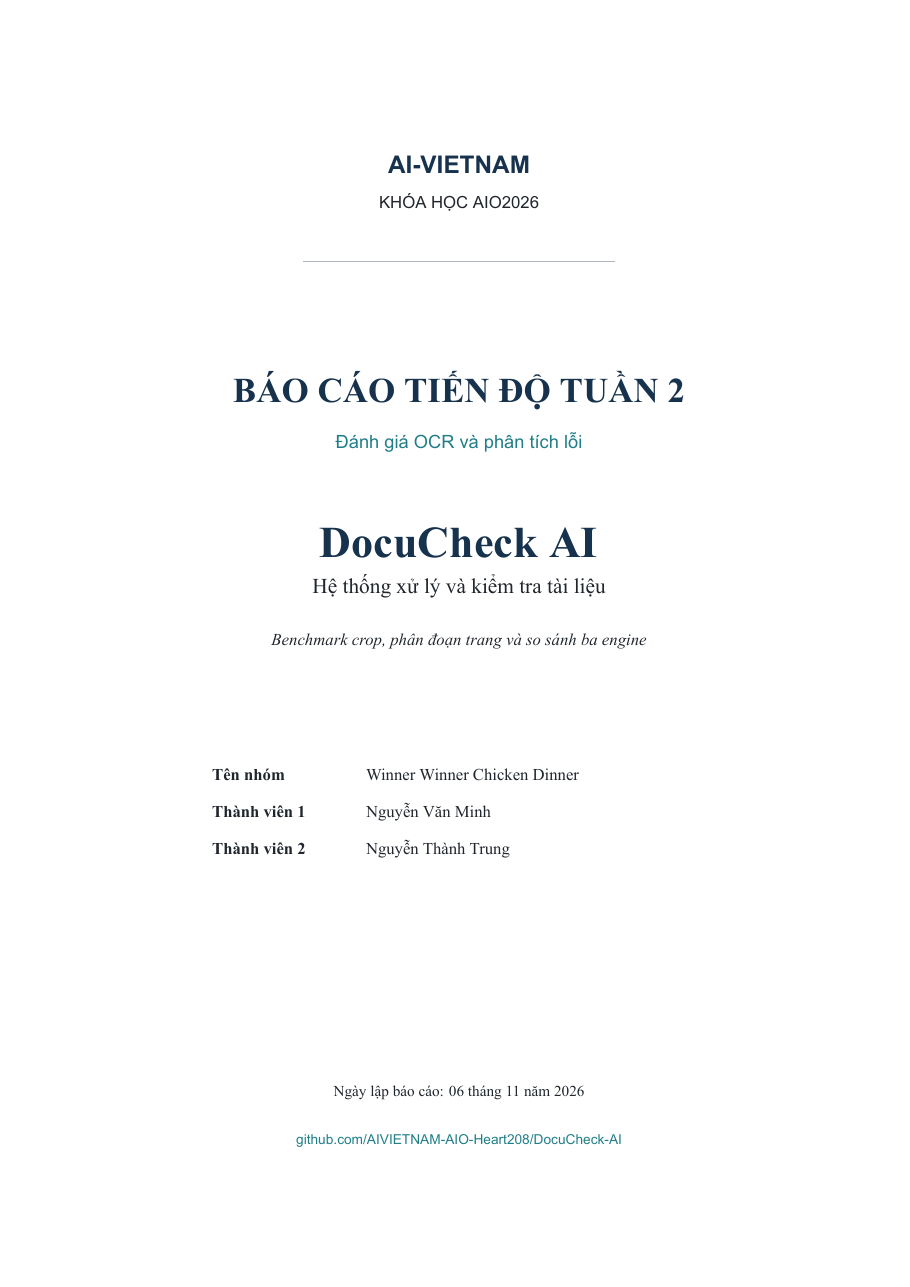 AI-VIETNAM
KHÓA HỌC AIO2026
BÁO CÁO TIẾN ĐỘ TUẦN 2
Đánh giá OCR và phân tích lỗi
DocuCheck AI
Hệ thống xử lý và kiểm tra tài liệu
Benchmark crop, phân đoạn trang và so sánh ba engine
Tên nhóm Winner Winner Chicken Dinner
Thành viên 1 Nguyễn Văn Minh
Thành viên 2 Nguyễn Thành Trung
Ngày lập báo cáo: 06 tháng 11 năm 2026
github.com/AIVIETNAM-AIO-Heart208/DocuCheck-AI